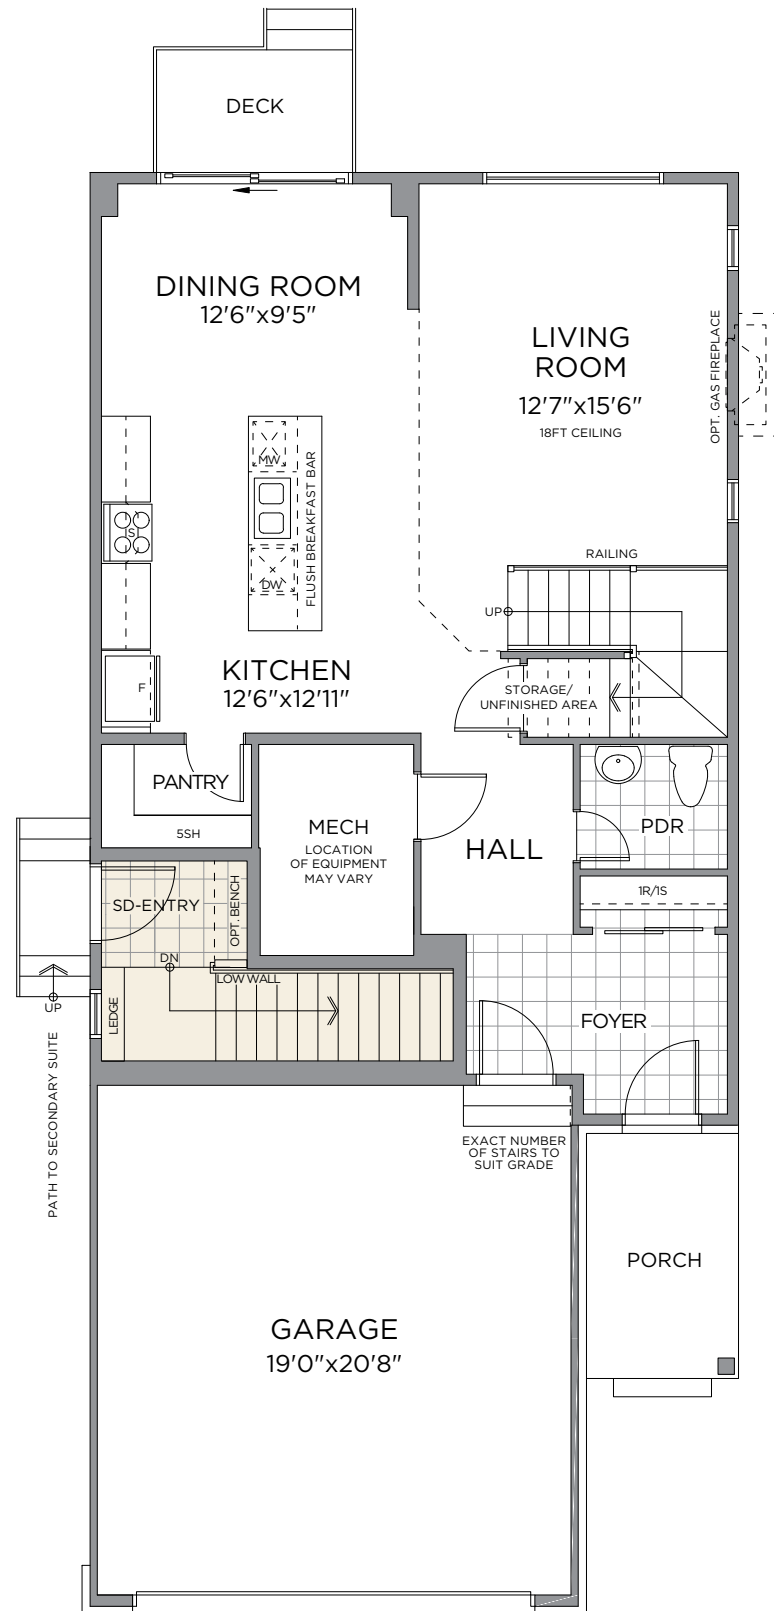 DECK
DINING ROOM
12'6"x9'5"
LIVING
ROOM
12'7"x15'6"
18FT CEILING
OPT. GAS FIREPLACE
MW
S
DW
FLUSH BREAKFAST BAR
RAILING
UP
KITCHEN
12'6"x12'11"
F
STORAGE/
UNFINISHED AREA
PANTRY
5SH
MECH
LOCATION
OF EQUIPMENT
MAY VARY
HALL
PDR
1R/1S
SD-ENTRY
OPT. BENCH
DN
LOW WALL
LEDGE
UP
PATH TO SECONDARY SUITE
FOYER
EXACT NUMBER
OF STAIRS TO
SUIT GRADE
PORCH
GARAGE
19'0"x20'8"